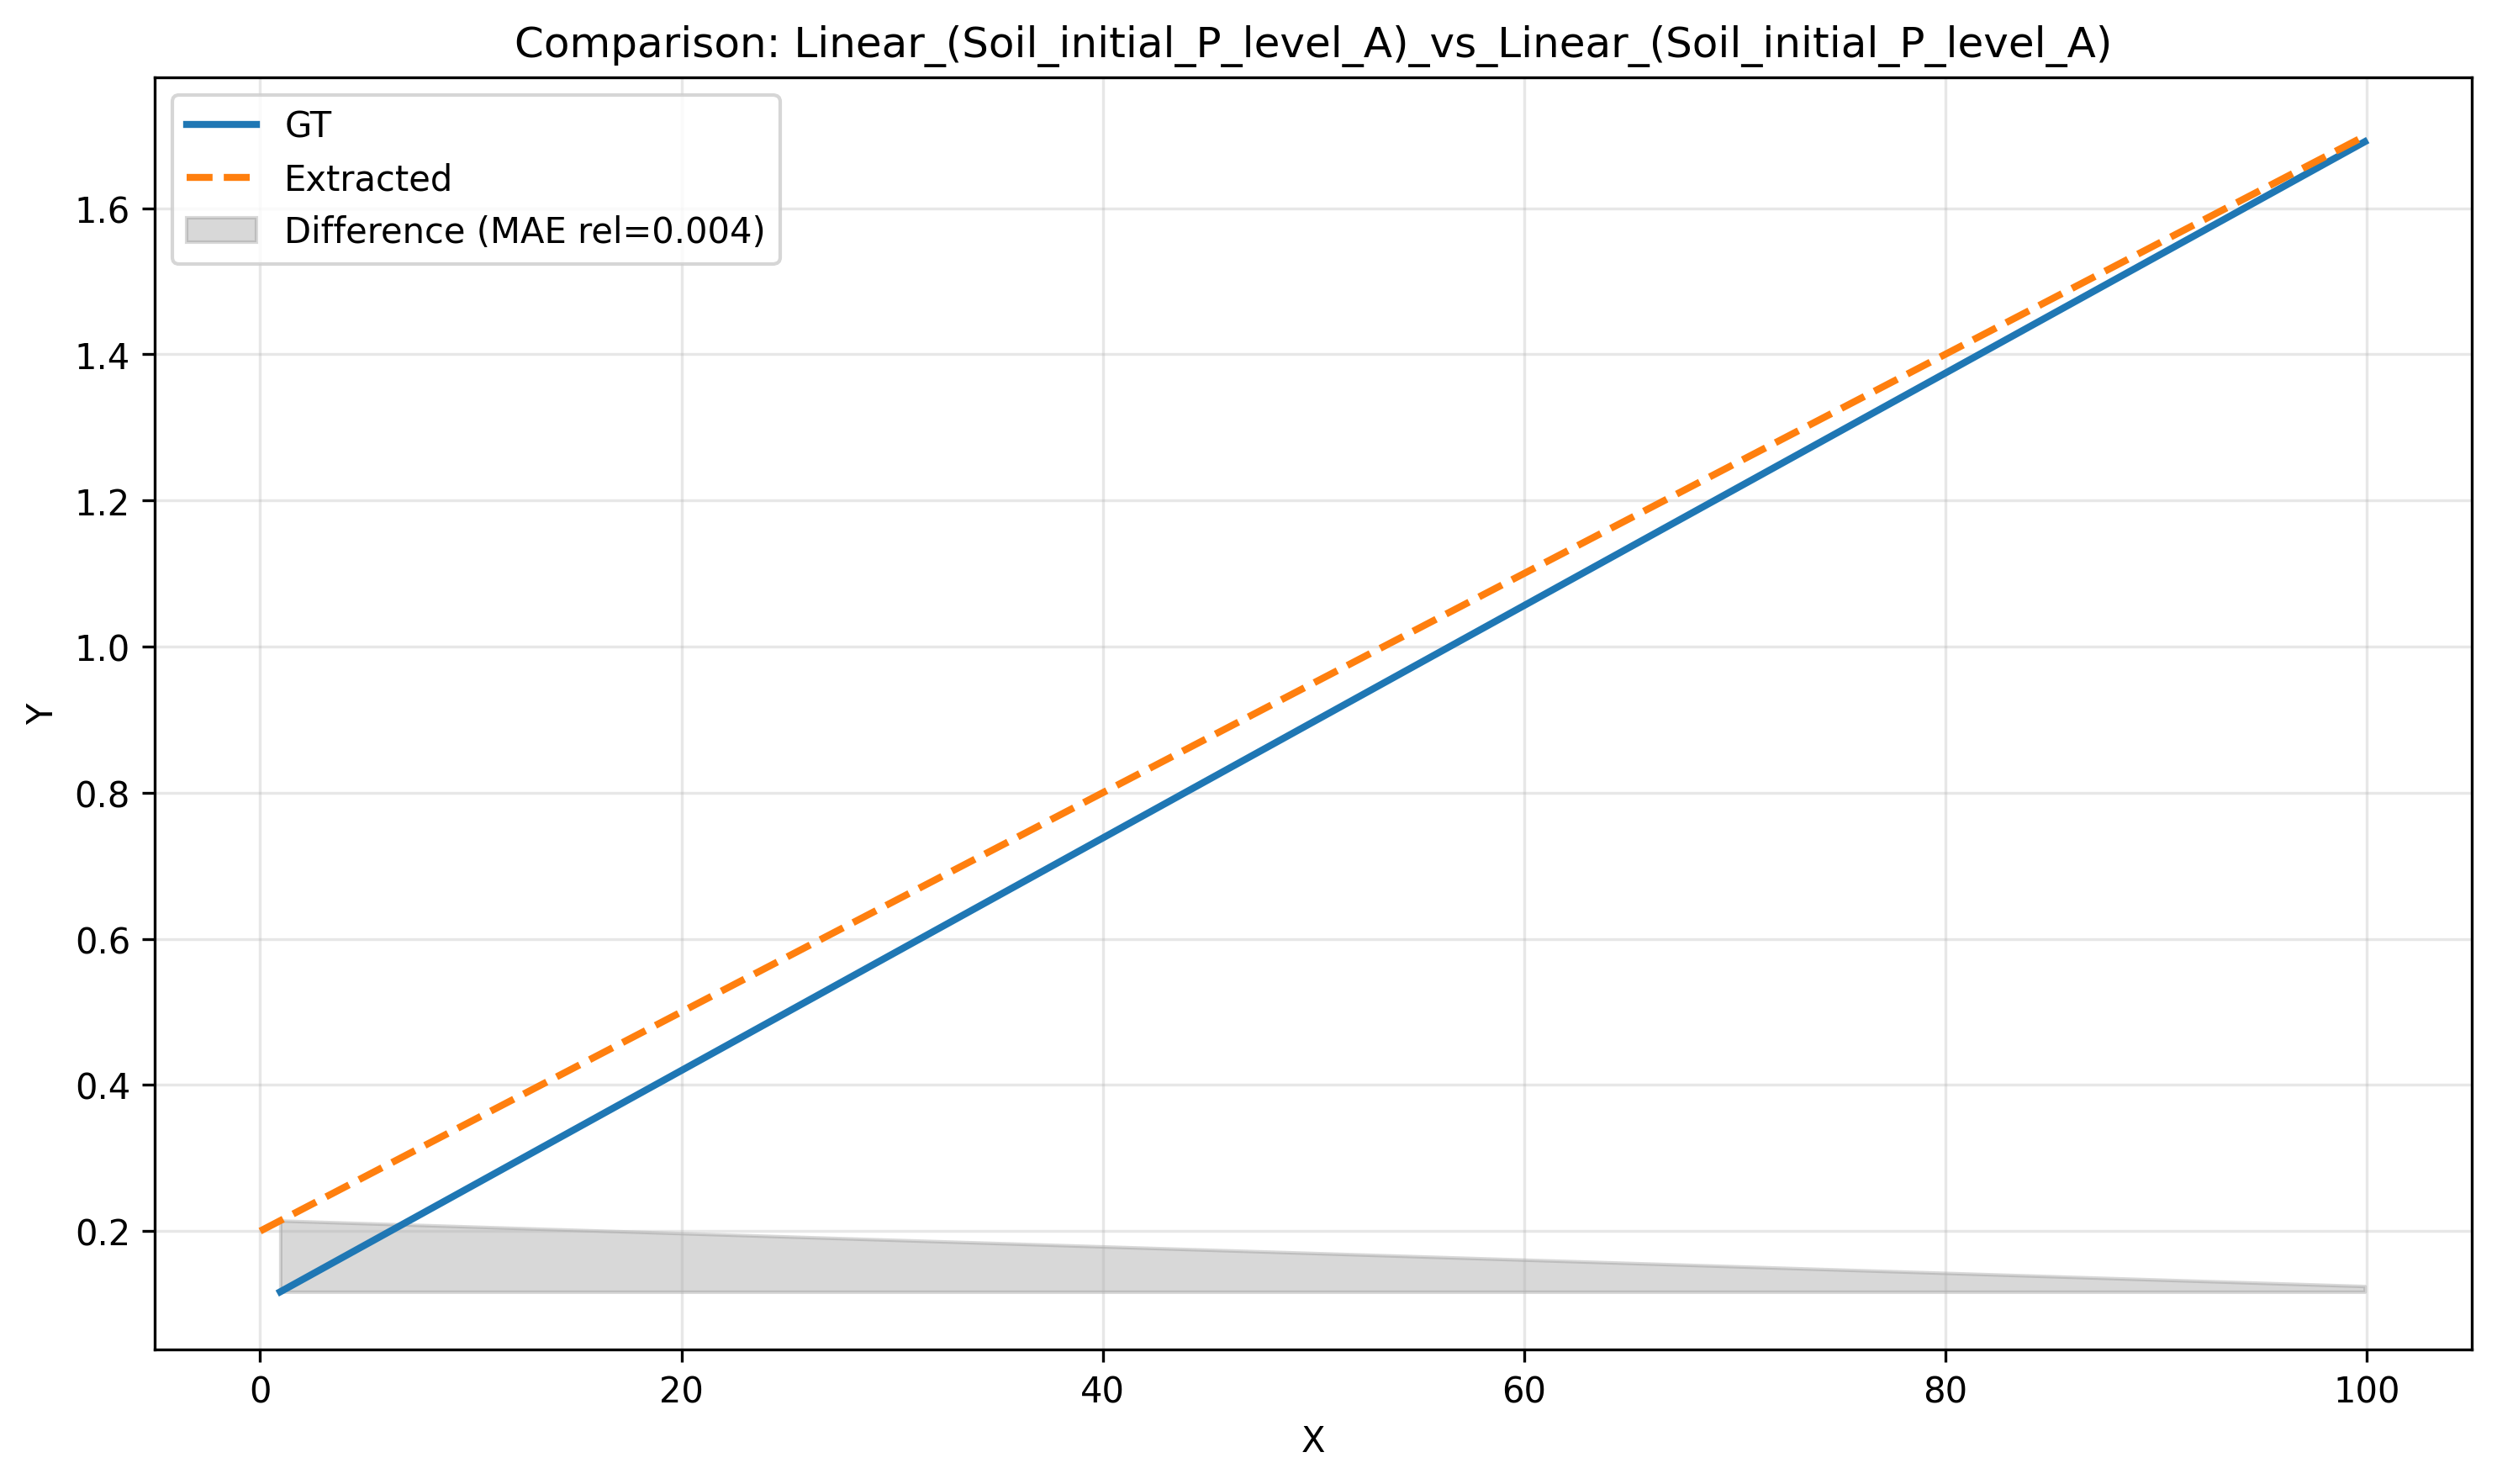 Comparison: Linear_(Soil_initial_P_level_A)_vs_Linear_(Soil_initial_P_level_A)
GT
Extracted
Difference (MAE rel=0.004)
1.6
1.4
1.2
1.0
0.8
0.6
0.4
0.2
Y
0 20 40 60 80 100
X